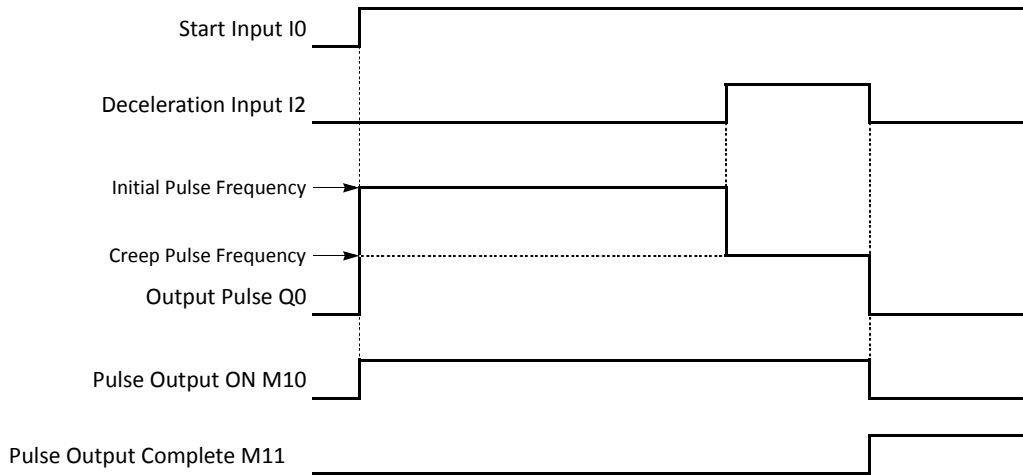 Start Input I0
Deceleration Input I2
Initial Pulse Frequency
Creep Pulse Frequency
Output Pulse Q0
Pulse Output ON M10
Pulse Output Complete M11